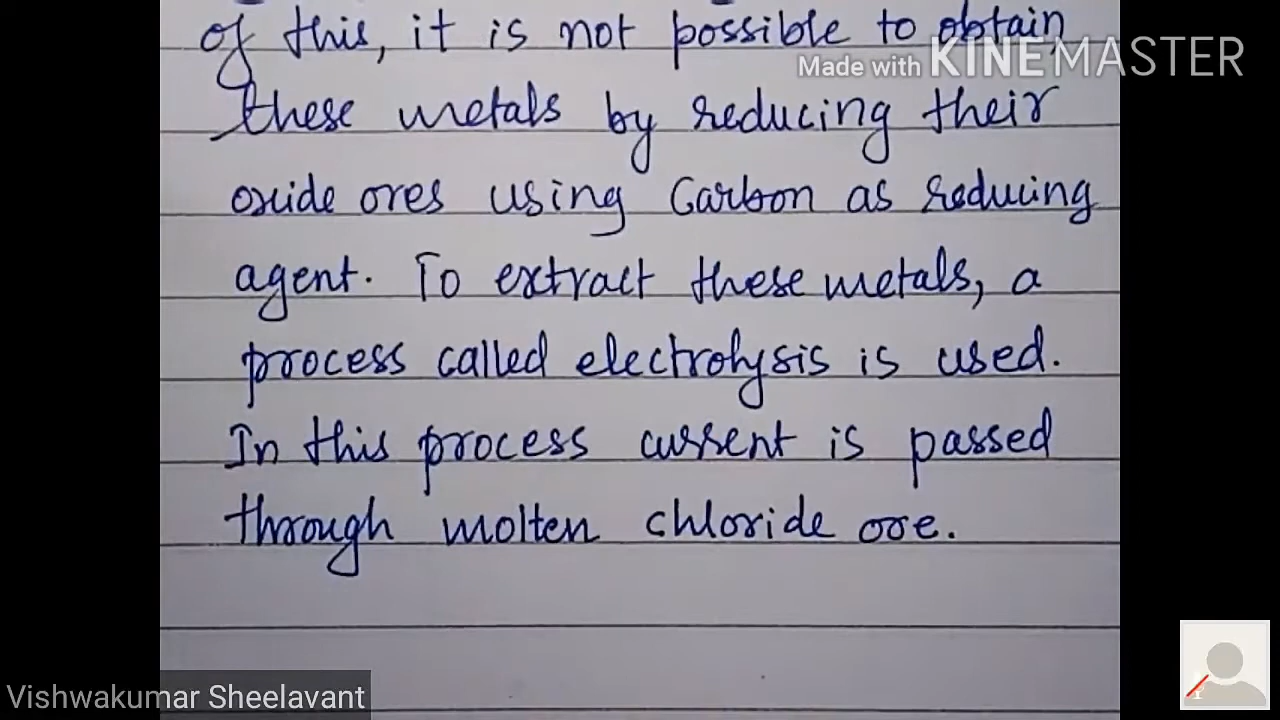 of this, it is not possible to obtain
Made with KINEMASTER
these metals by reducing their
oxide ores using Carbon as reducing
agent. To extract these metals, a
process called electrolysis is used.
In this process current is passed
through molten chloride ore.
Vishwakumar Sheelavant